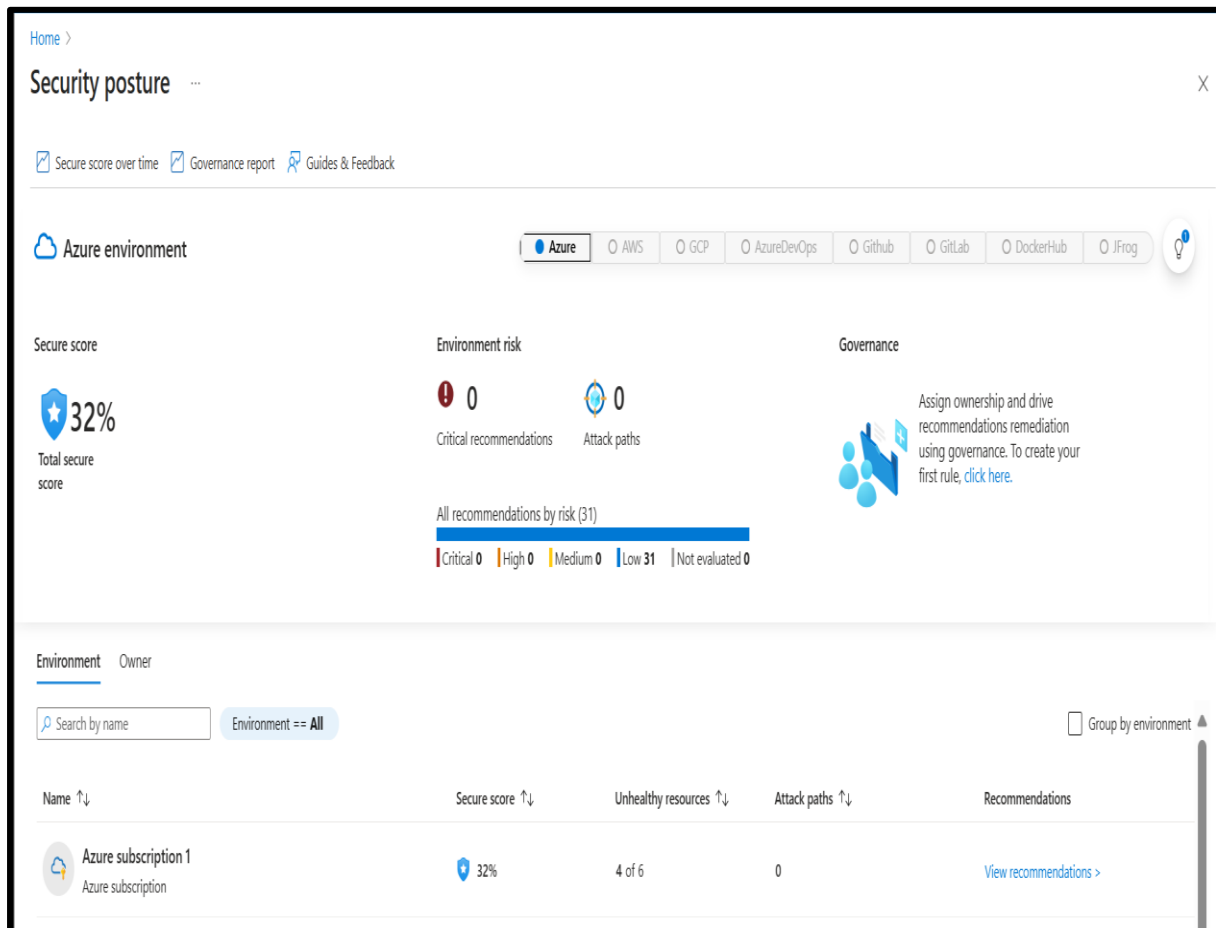 Home >
Security posture ...
X
Secure score over time Governance report Guides & Feedback
Azure environment
Azure AWS GCP AzureDevOps Github GitLab DockerHub JFrog
1
Secure score
32%
Total secure
score
Environment risk
0 0
Critical recommendations Attack paths
All recommendations by risk (31)
Critical 0 High 0 Medium 0 Low 31 Not evaluated 0
Governance
Assign ownership and drive
recommendations remediation
using governance. To create your
first rule, click here.
Environment Owner
Search by name Environment == All Group by environment
Name ↑↓ Secure score ↑↓ Unhealthy resources ↑↓ Attack paths ↑↓ Recommendations
Azure subscription 1
Azure subscription
32% 4 of 6 0 View recommendations >